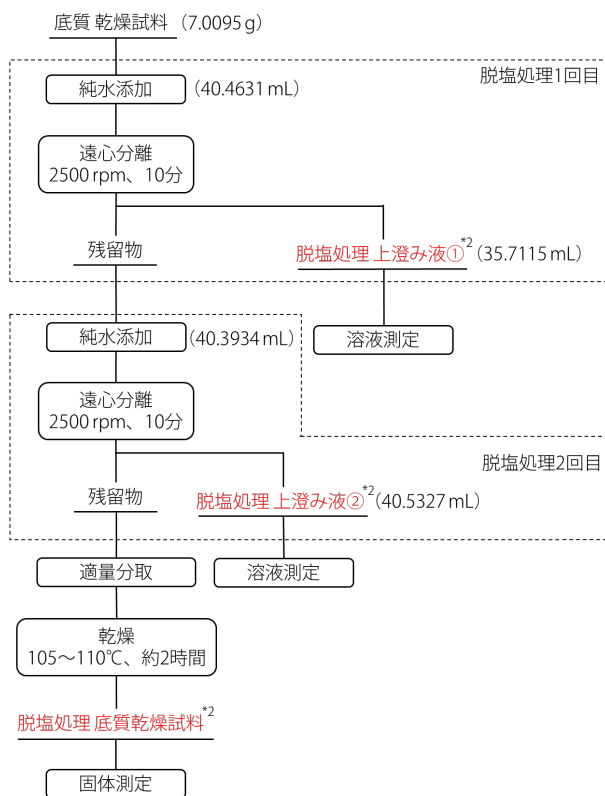 底質 乾燥試料 (7.0095 g)
脱塩処理1回目
純水添加 (40.4631 mL)
遠心分離
2500 rpm、10分
残留物
脱塩処理 上澄み液①*2 (35.7115 mL)
純水添加 (40.3934 mL)
溶液測定
遠心分離
2500 rpm、10分
脱塩処理2回目
残留物
脱塩処理 上澄み液②*2 (40.5327 mL)
適量分取
溶液測定
乾燥
105～110℃、約2時間
脱塩処理 底質乾燥試料*2
固体測定